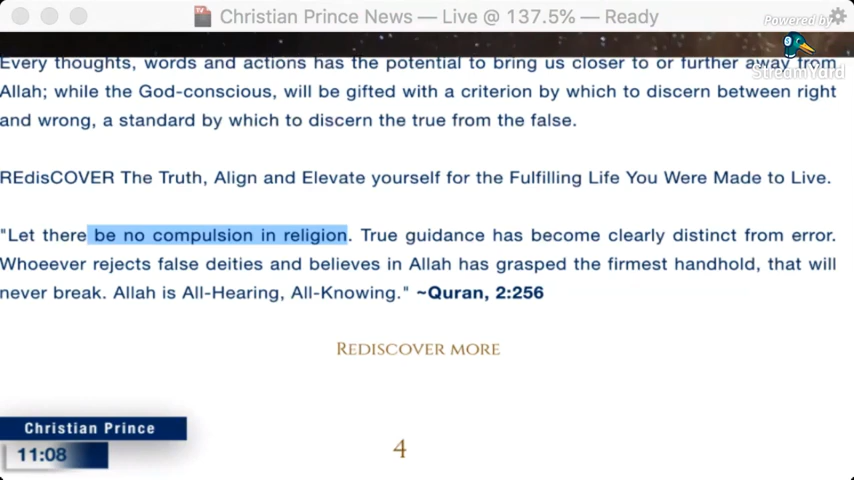 Christian Prince News — Live @ 137.5% — Ready
Powered by
StreamYard
Every thoughts, words and actions has the potential to bring us closer to or further away from
Allah; while the God-conscious, will be gifted with a criterion by which to discern between right
and wrong, a standard by which to discern the true from the false.
REdisCOVER The Truth, Align and Elevate yourself for the Fulfilling Life You Were Made to Live.
"Let there be no compulsion in religion. True guidance has become clearly distinct from error.
Whoeever rejects false deities and believes in Allah has grasped the firmest handhold, that will
never break. Allah is All-Hearing, All-Knowing." ~Quran, 2:256
REDISCOVER MORE
Christian Prince
11:08
4